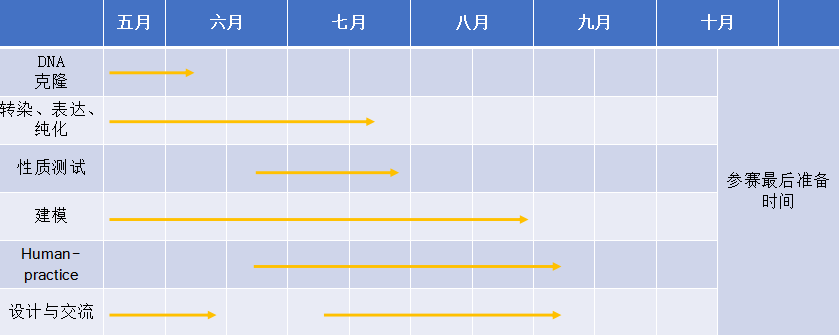 五月 六月 七月 八月 九月 十月
DNA
克隆
转染、表达、
纯化
性质测试
建模
Human-
practice
设计与交流
参赛最后准备
时间